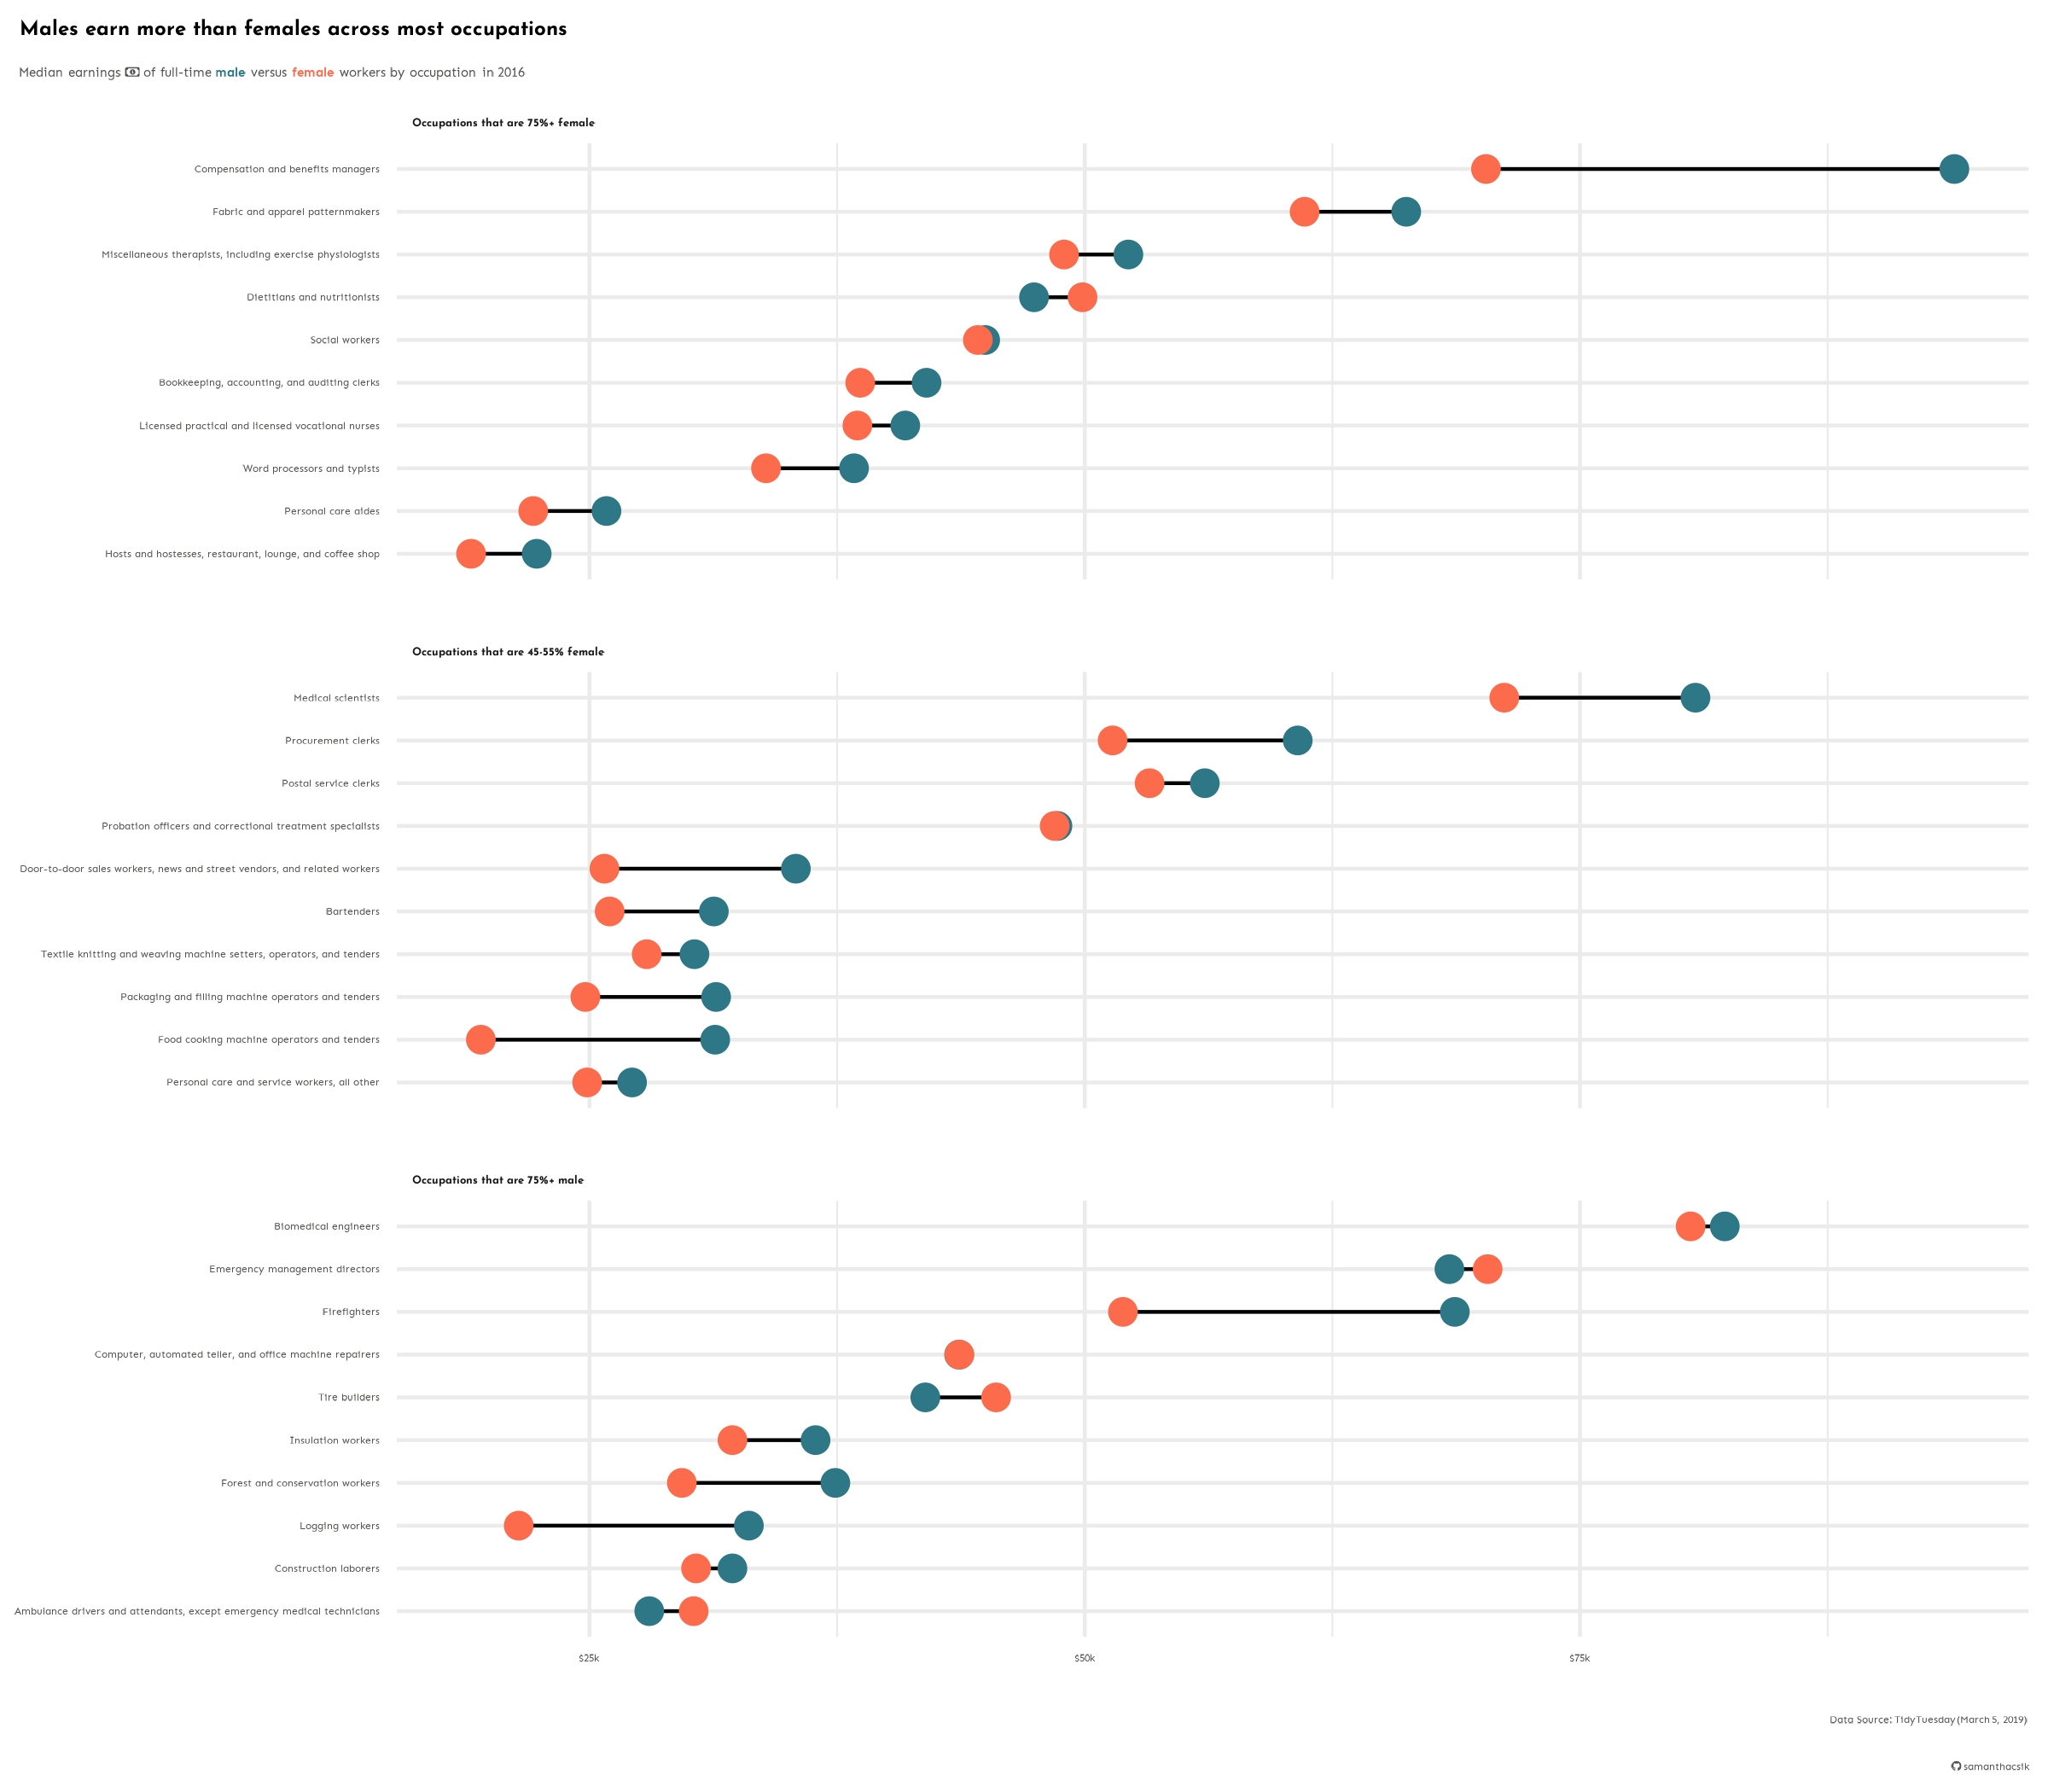 Males earn more than females across most occupations
Median earnings of full-time male versus female workers by occupation in 2016
Occupations that are 75%+ female
Compensation and benefits managers
Fabric and apparel patternmakers
Miscellaneous therapists, including exercise physiologists
Dietitians and nutritionists
Social workers
Bookkeeping, accounting, and auditing clerks
Licensed practical and licensed vocational nurses
Word processors and typists
Personal care aides
Hosts and hostesses, restaurant, lounge, and coffee shop
Occupations that are 45-55% female
Medical scientists
Procurement clerks
Postal service clerks
Probation officers and correctional treatment specialists
Door-to-door sales workers, news and street vendors, and related workers
Bartenders
Textile knitting and weaving machine setters, operators, and tenders
Packaging and filling machine operators and tenders
Food cooking machine operators and tenders
Personal care and service workers, all other
Occupations that are 75%+ male
Biomedical engineers
Emergency management directors
Firefighters
Computer, automated teller, and office machine repairers
Tire builders
Insulation workers
Forest and conservation workers
Logging workers
Construction laborers
Ambulance drivers and attendants, except emergency medical technicians
$25k $50k $75k
Data Source: TidyTuesday (March 5, 2019)
samanthacsik